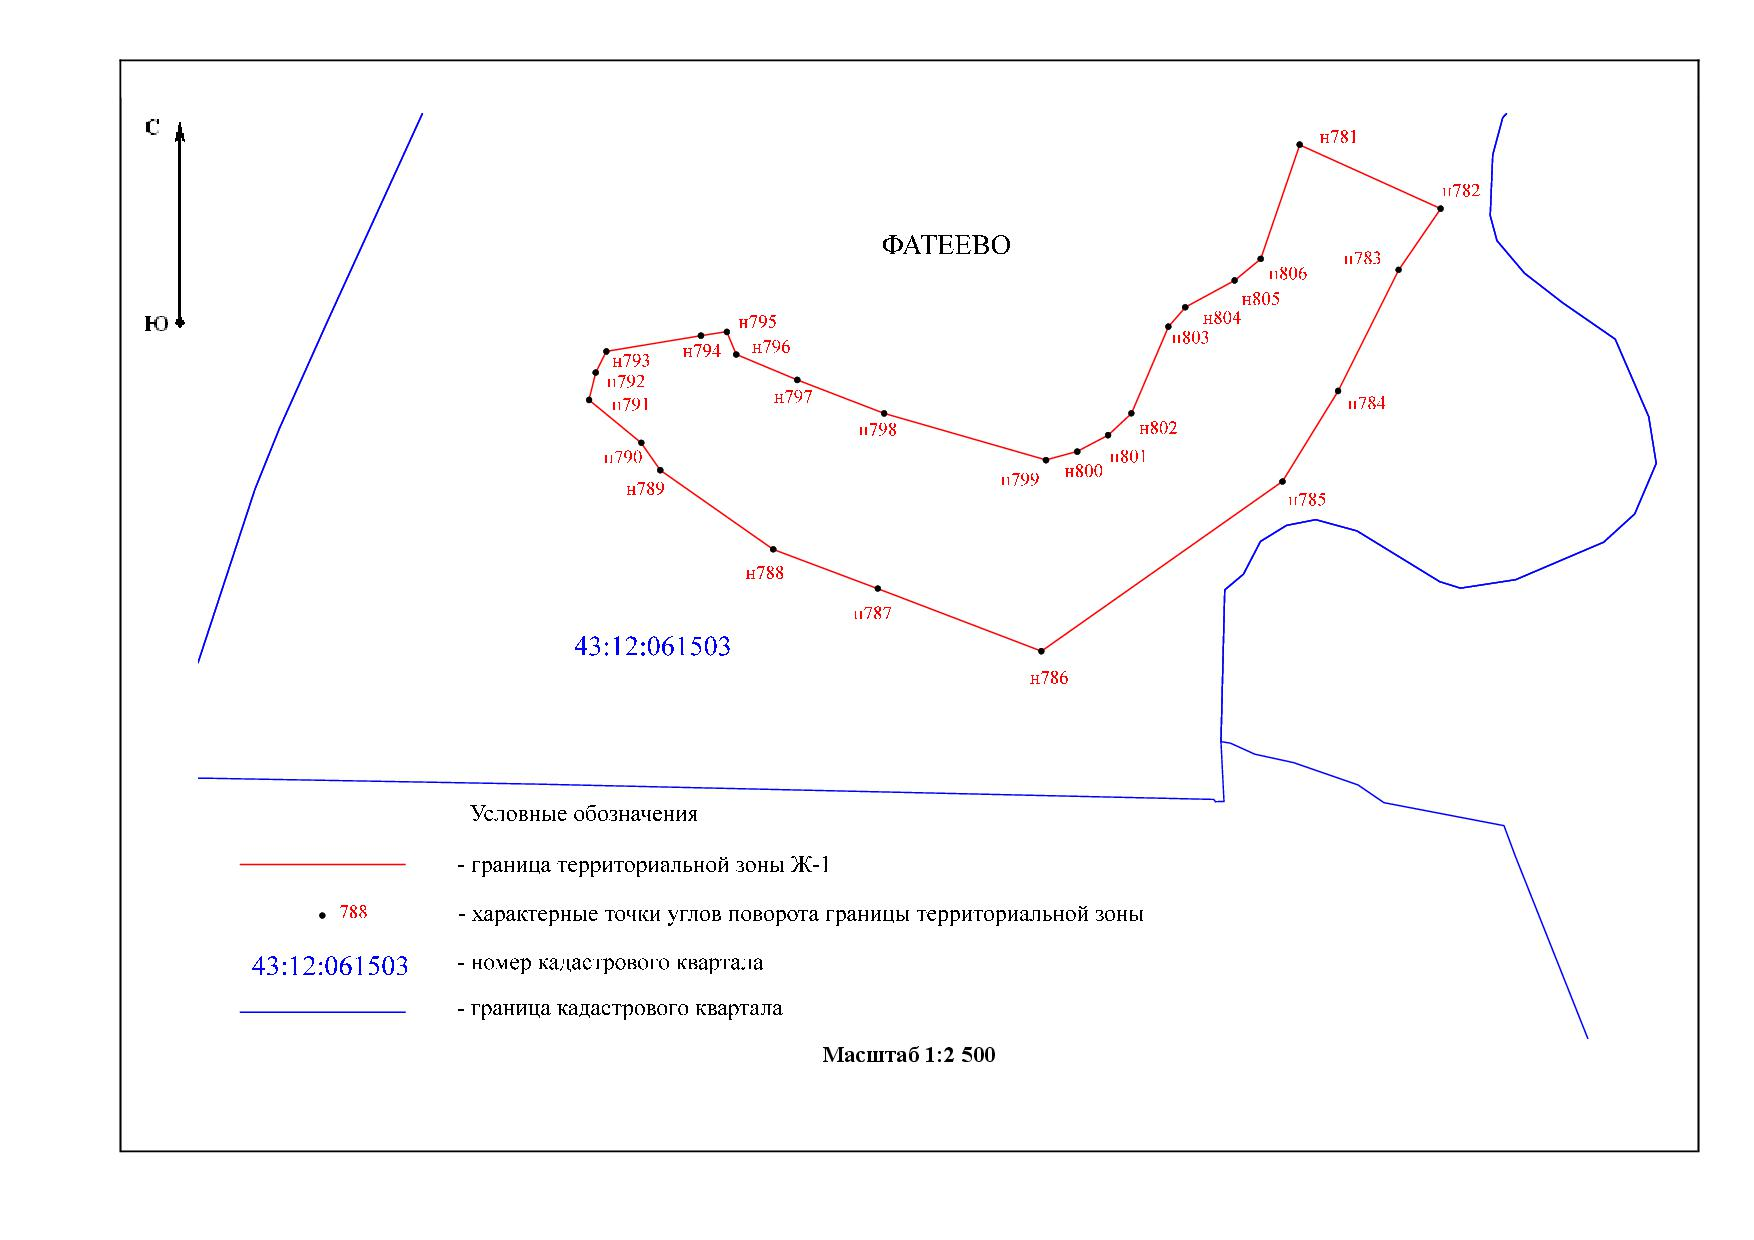 С
н781
н782
ФАТЕЕВО
н783
н806
н805
Ю
н795
н804
н803
н794
н796
н793
н792
н797
н791
н784
н798
н802
н790
н801
н800
н799
н789
н785
н788
н787
43:12:061503
н786
Условные обозначения
- граница территориальной зоны Ж-1
788 - характерные точки углов поворота границы территориальной зоны
43:12:061503 - номер кадастрового квартала
- граница кадастрового квартала
Масштаб 1:2 500